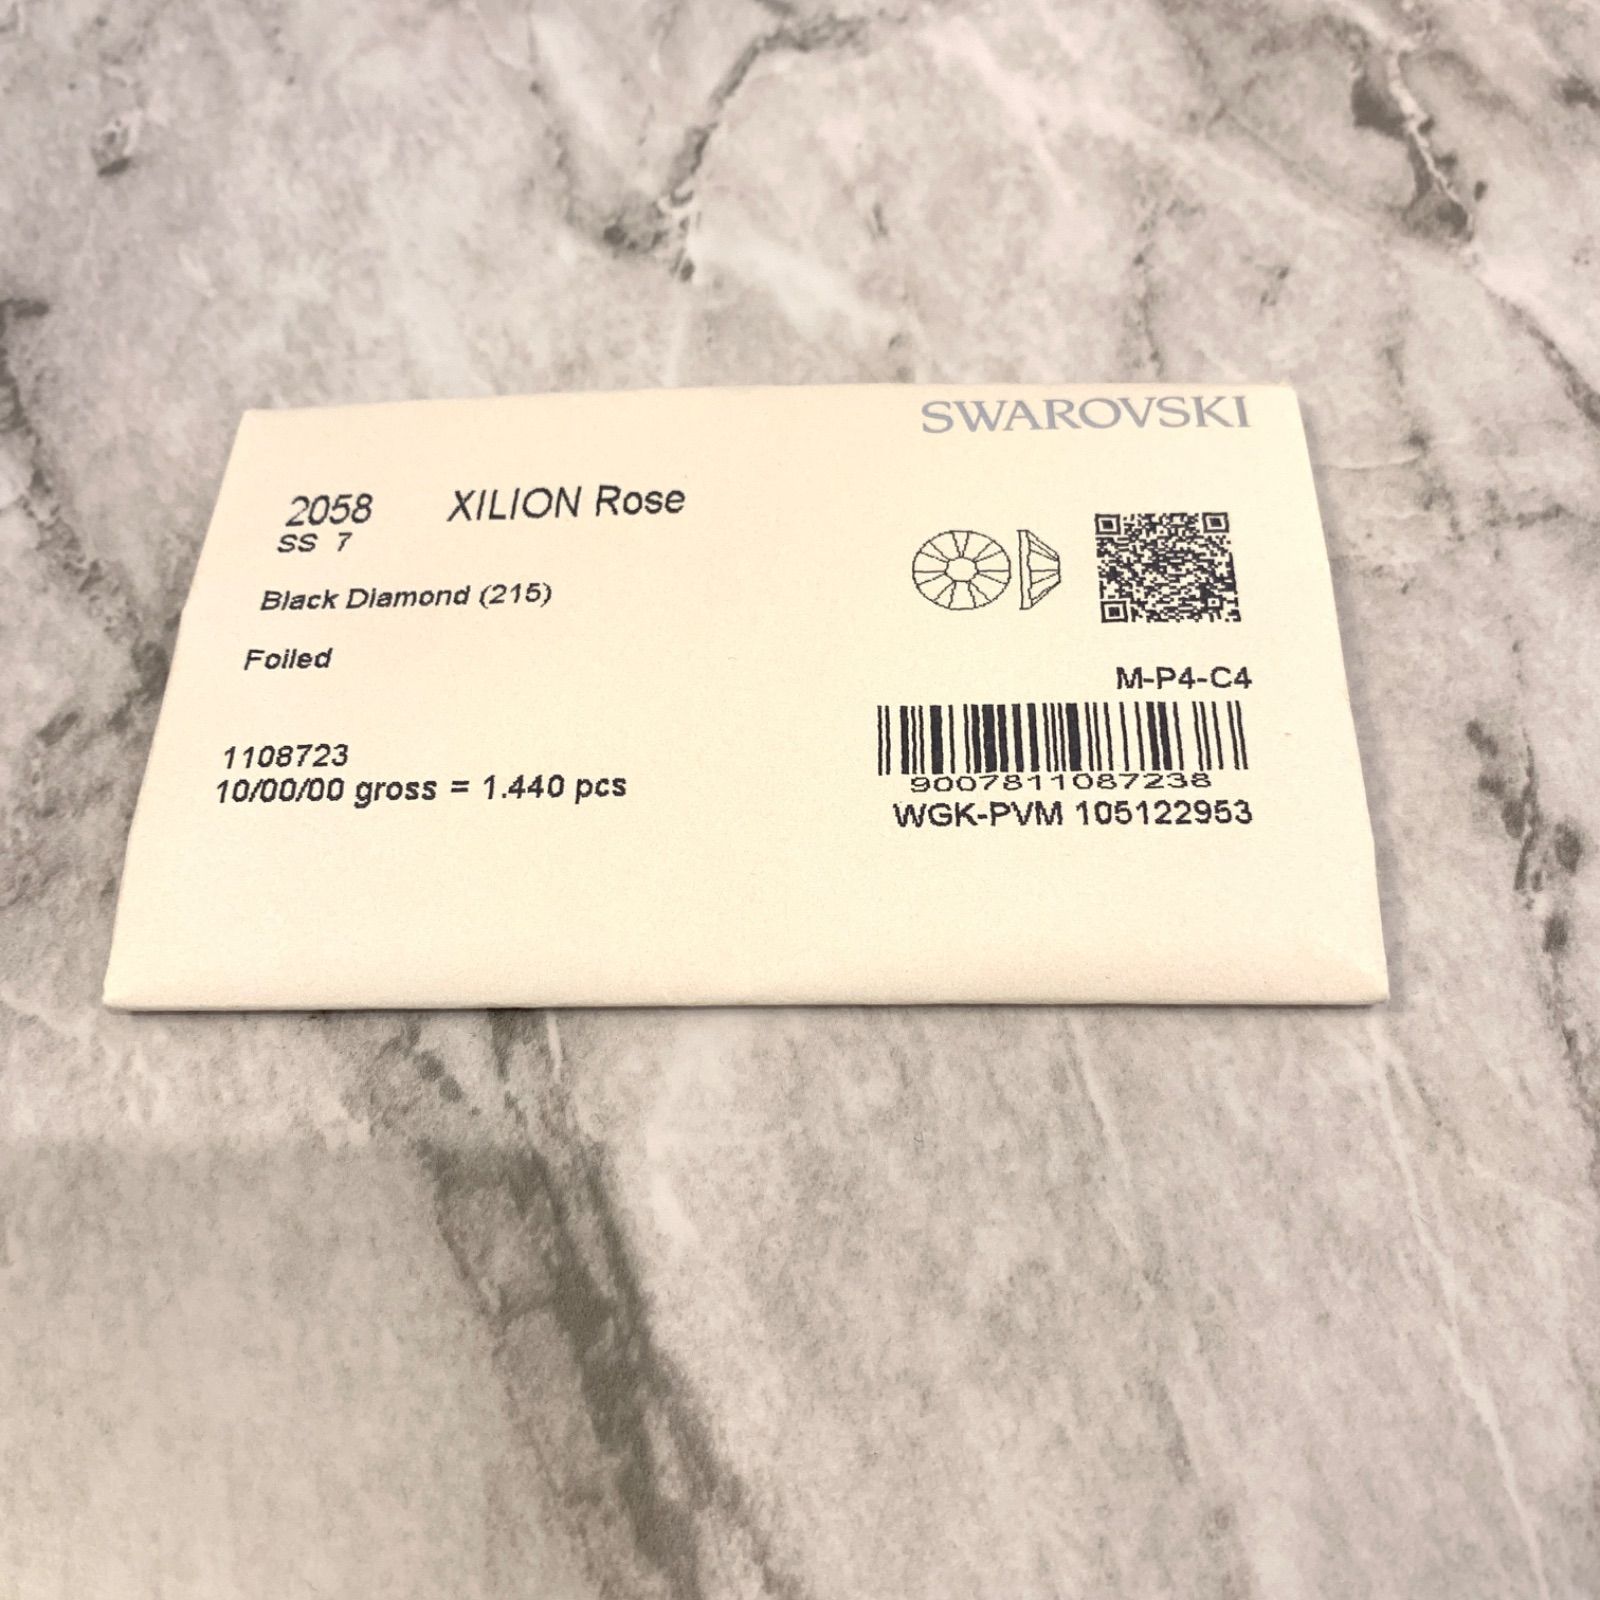 SWAROVSKI
2058 XILION Rose
SS 7
Black Diamond (215)
Foiled
1108723
10/00/00 gross = 1.440 pcs
M-P4-C4
9007811087238
WGK-PVM 105122953